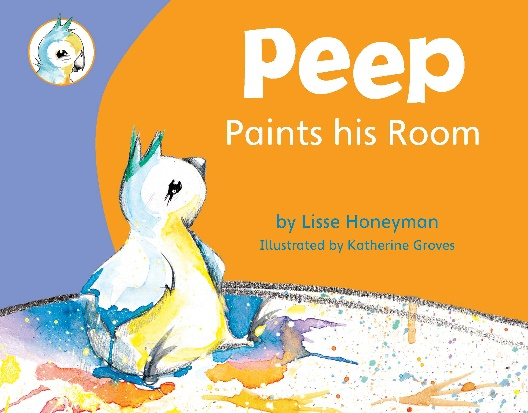 Peep
Paints his Room
by Lisse Honeyman
Illustrated by Katherine Groves